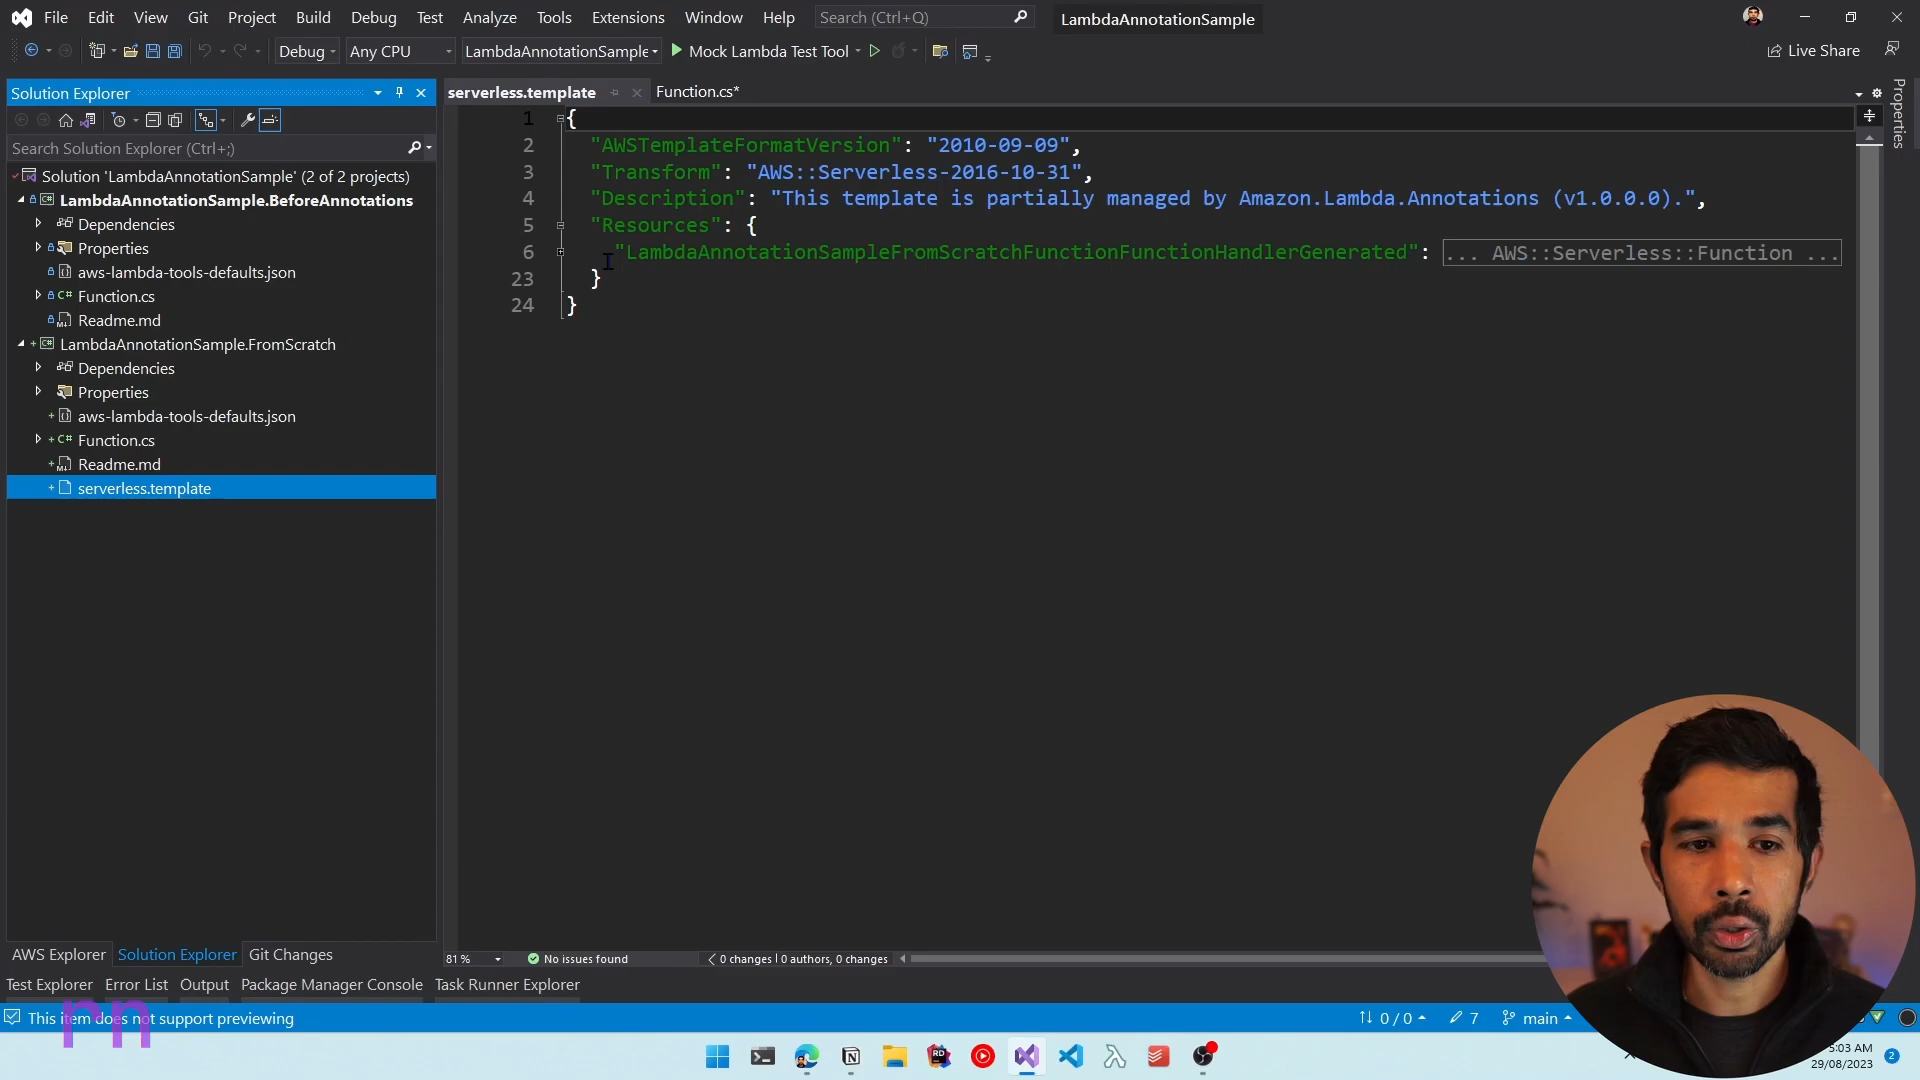 File Edit View Git Project Build Debug Test Analyze Tools Extensions Window Help Search (Ctrl+Q) LambdaAnnotationSample
Debug Any CPU LambdaAnnotationSample Mock Lambda Test Tool Live Share
Solution Explorer
Search Solution Explorer (Ctrl+;)
Solution 'LambdaAnnotationSample' (2 of 2 projects)
LambdaAnnotationSample.BeforeAnnotations
Dependencies
Properties
aws-lambda-tools-defaults.json
C# Function.cs
Readme.md
LambdaAnnotationSample.FromScratch
Dependencies
Properties
aws-lambda-tools-defaults.json
C# Function.cs
Readme.md
serverless.template
AWS Explorer Solution Explorer Git Changes
serverless.template Function.cs*
1 {
2 "AWSTemplateFormatVersion": "2010-09-09",
3 "Transform": "AWS::Serverless-2016-10-31",
4 "Description": "This template is partially managed by Amazon.Lambda.Annotations (v1.0.0.0).",
5 "Resources": {
6 "LambdaAnnotationSampleFromScratchFunctionFunctionHandlerGenerated": ... AWS::Serverless::Function ...
23 }
24 }
Properties
81 % No issues found 0 changes | 0 authors, 0 changes
Test Explorer Error List Output Package Manager Console Task Runner Explorer
This item does not support previewing 0 / 0 7 main
rn
RD
5:03 AM
29/08/2023
2